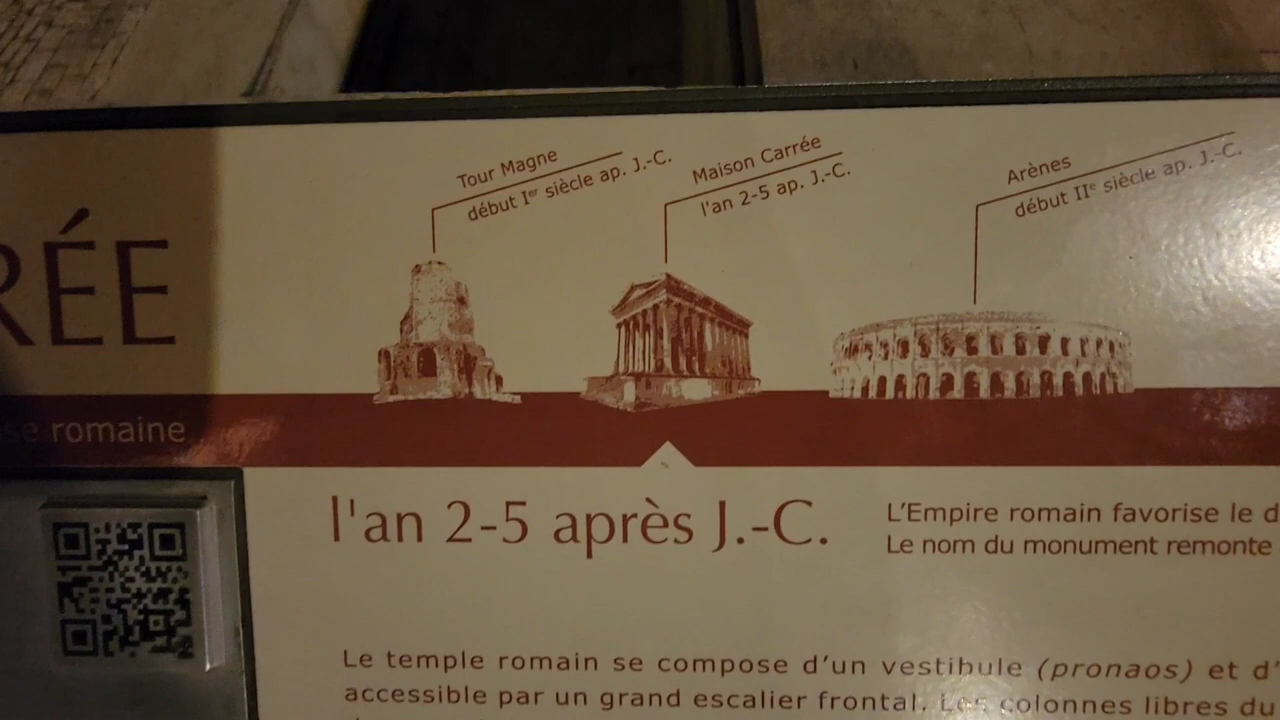 Tour Magne
début Ier siècle ap. J.-C.
Maison Carrée
l'an 2-5 ap. J.-C.
Arènes
début IIe siècle ap. J.-C.
RÉE
se romaine
l'an 2-5 après J.-C.
L'Empire romain favorise le d
Le nom du monument remonte
Le temple romain se compose d'un vestibule (pronaos) et d'
accessible par un grand escalier frontal. Les colonnes libres du